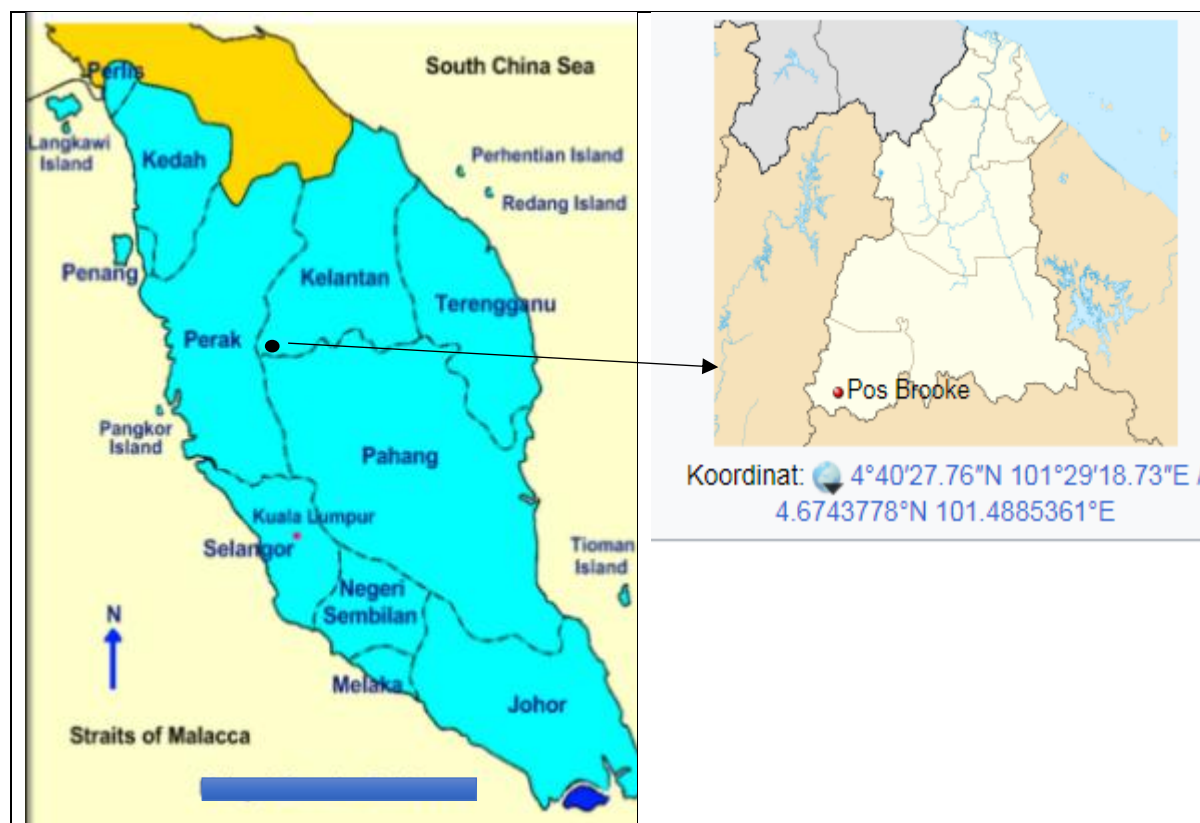 Perlis
South China Sea
Langkawi
Island
Kedah
Perhentian Island
Redang Island
Penang
Kelantan
Terengganu
Perak
Pangkor
Island
Pahang
Kuala Lumpur
Selangor
Tioman
Island
Negeri
Sembilan
N
Melaka
Johor
Straits of Malacca
Pos Brooke
Koordinat: 4°40′27.76″N 101°29′18.73″E /
4.6743778°N 101.4885361°E